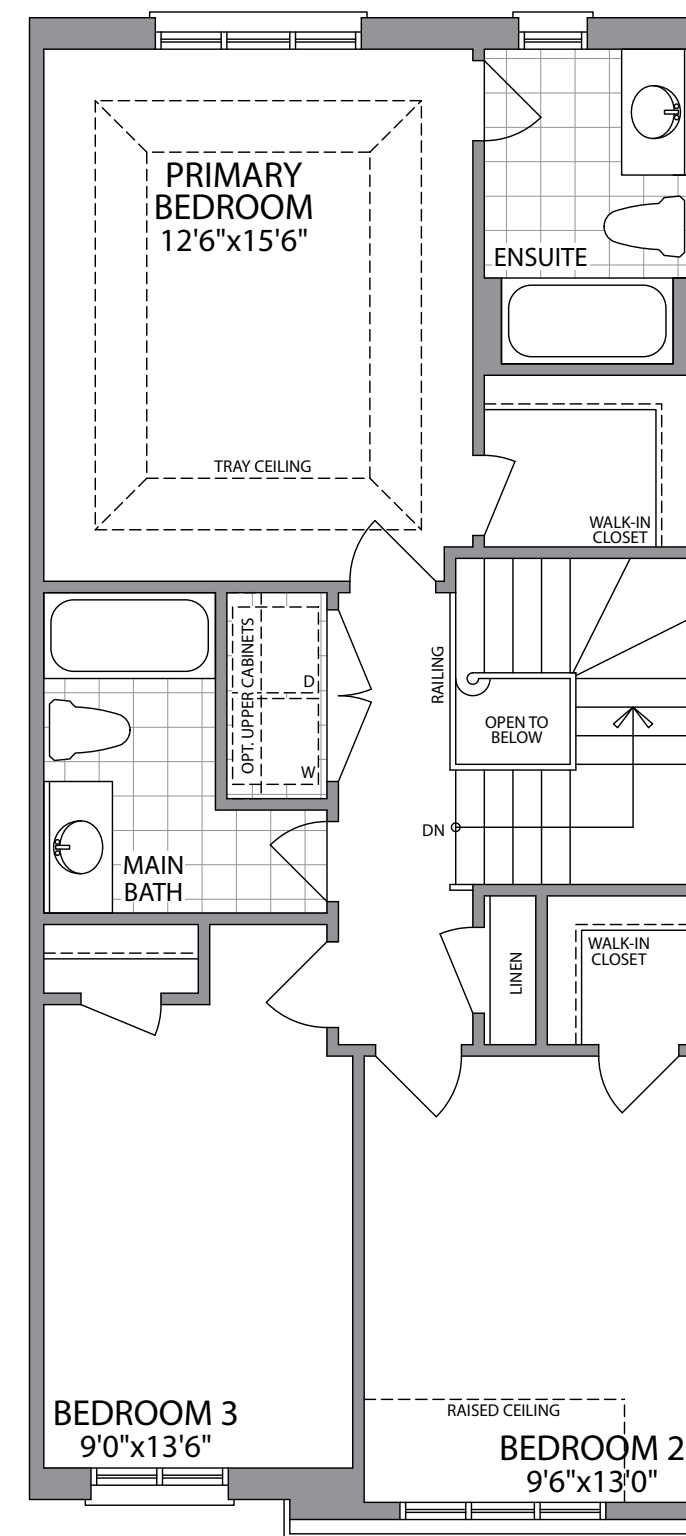 PRIMARY
BEDROOM
12'6"x15'6"
ENSUITE
TRAY CEILING
WALK-IN
CLOSET
OPT. UPPER CABINETS
D
W
RAILING
OPEN TO
BELOW
DN
MAIN
BATH
LINEN
WALK-IN
CLOSET
RAISED CEILING
BEDROOM 3
9'0"x13'6"
BEDROOM 2
9'6"x13'0"